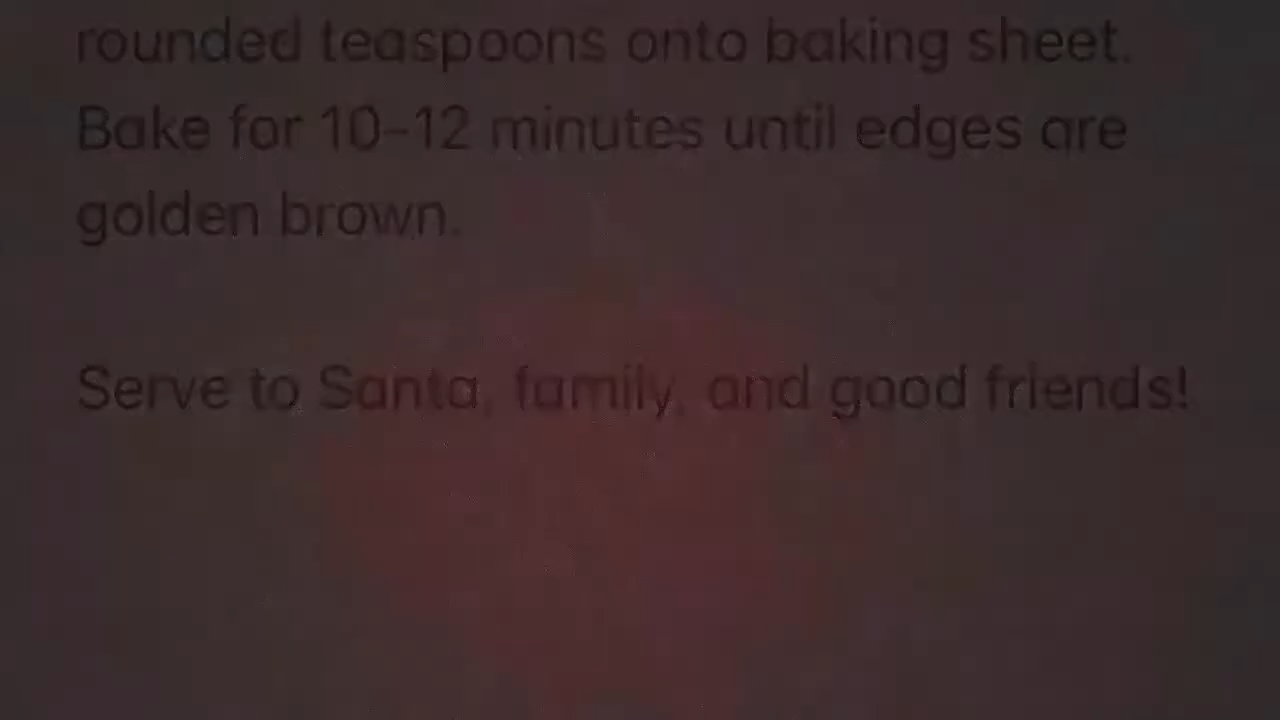 rounded teaspoons onto baking sheet.
Bake for 10–12 minutes until edges are
golden brown.
Serve to Santa, family, and good friends!